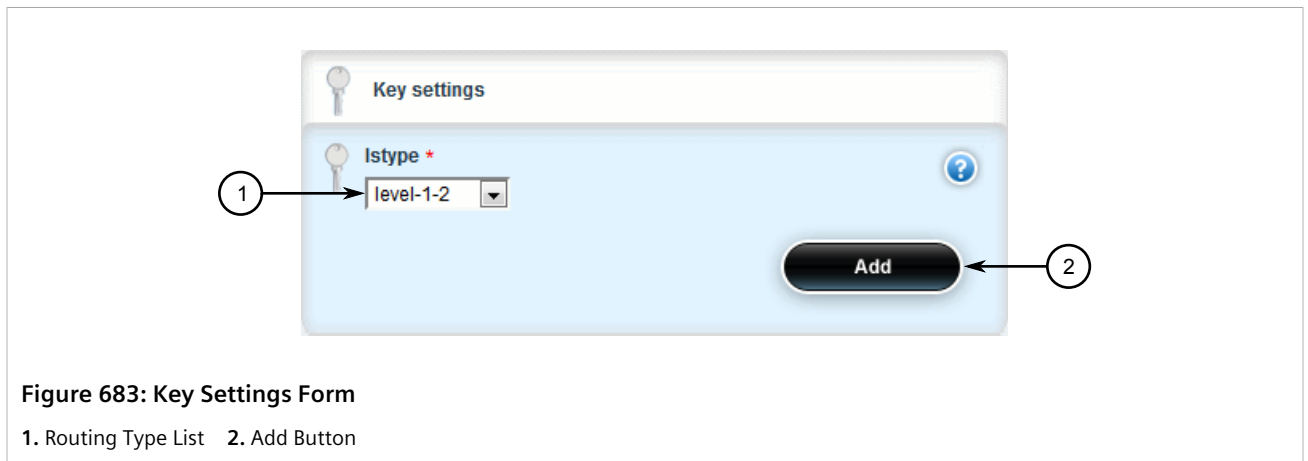 Key settings
Istype *
1
level-1-2
?
Add
2
Figure 683: Key Settings Form
1. Routing Type List 2. Add Button